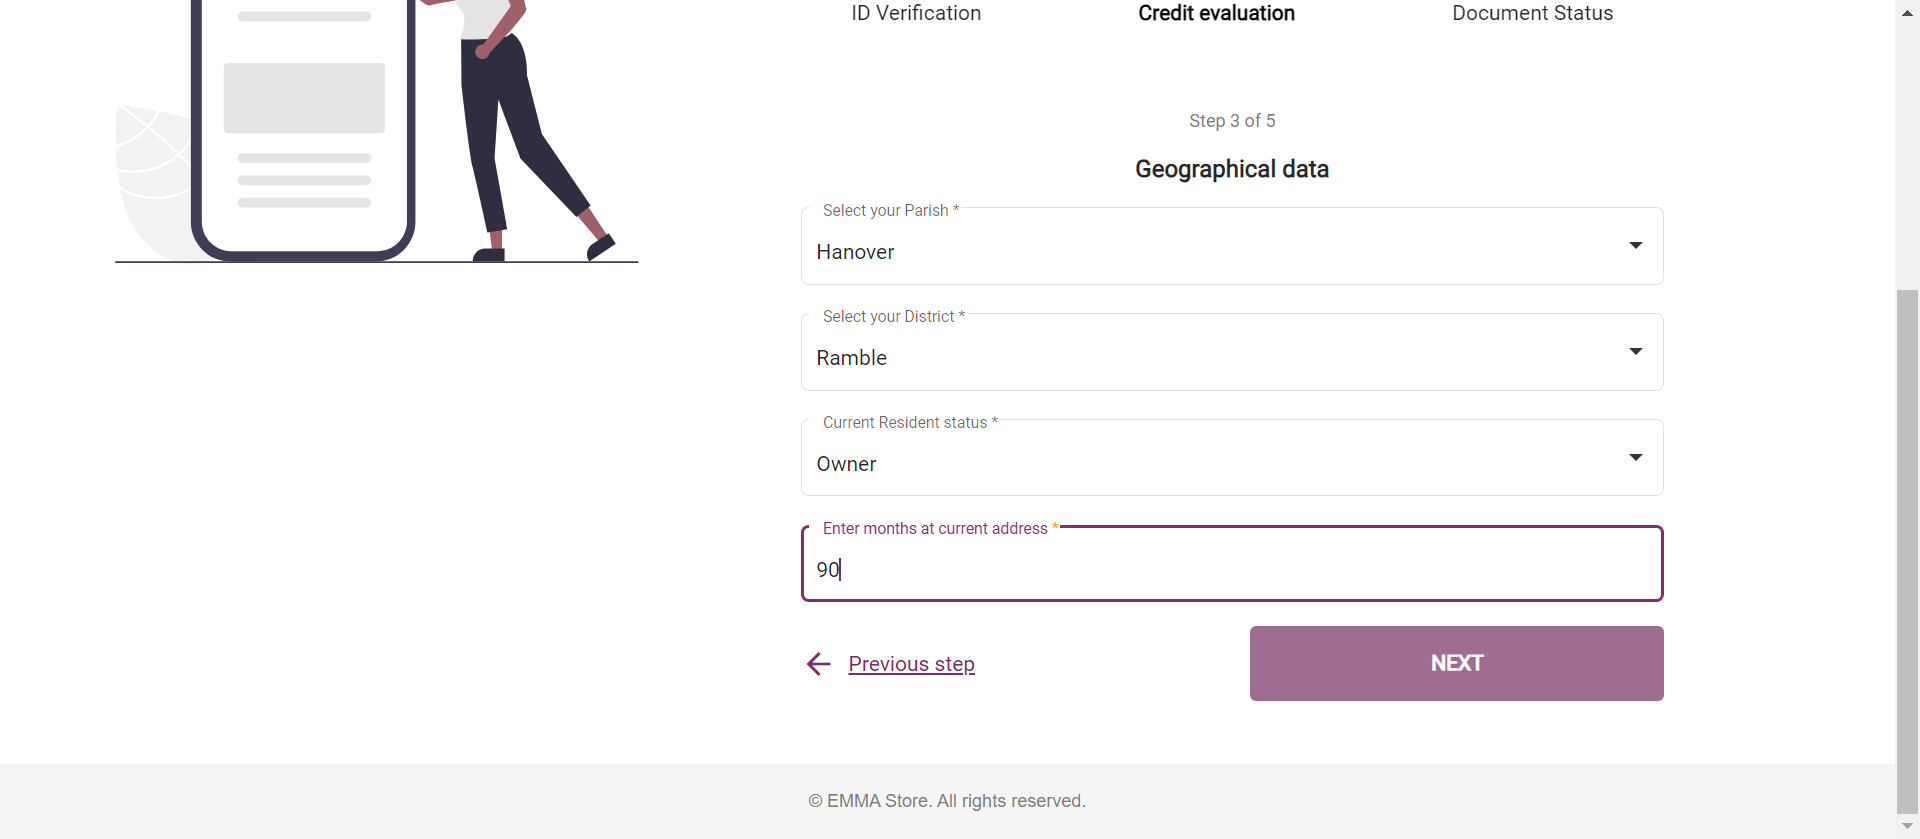 ID Verification
Credit evaluation
Document Status
Step 3 of 5
Geographical data
Select your Parish *
Hanover
Select your District *
Ramble
Current Resident status *
Owner
Enter months at current address *
90
Previous step
NEXT
© EMMA Store. All rights reserved.